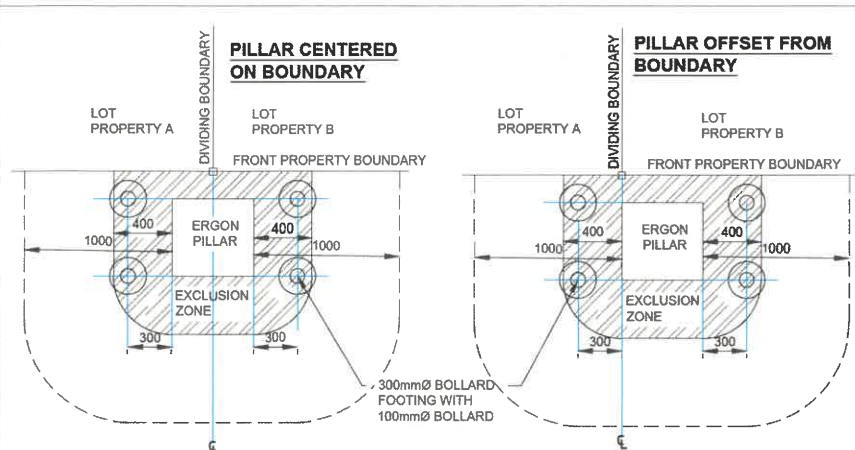 PILLAR CENTERED
ON BOUNDARY
DIVIDING BOUNDARY
LOT
PROPERTY A
LOT
PROPERTY B
FRONT PROPERTY BOUNDARY
400
ERGON
PILLAR
400
1000
1000
EXCLUSION
ZONE
300
300
℄
PILLAR OFFSET FROM
BOUNDARY
DIVIDING BOUNDARY
LOT
PROPERTY A
LOT
PROPERTY B
FRONT PROPERTY BOUNDARY
400
ERGON
PILLAR
400
1000
1000
EXCLUSION
ZONE
300
300
300mmØ BOLLARD
FOOTING WITH
100mmØ BOLLARD
℄